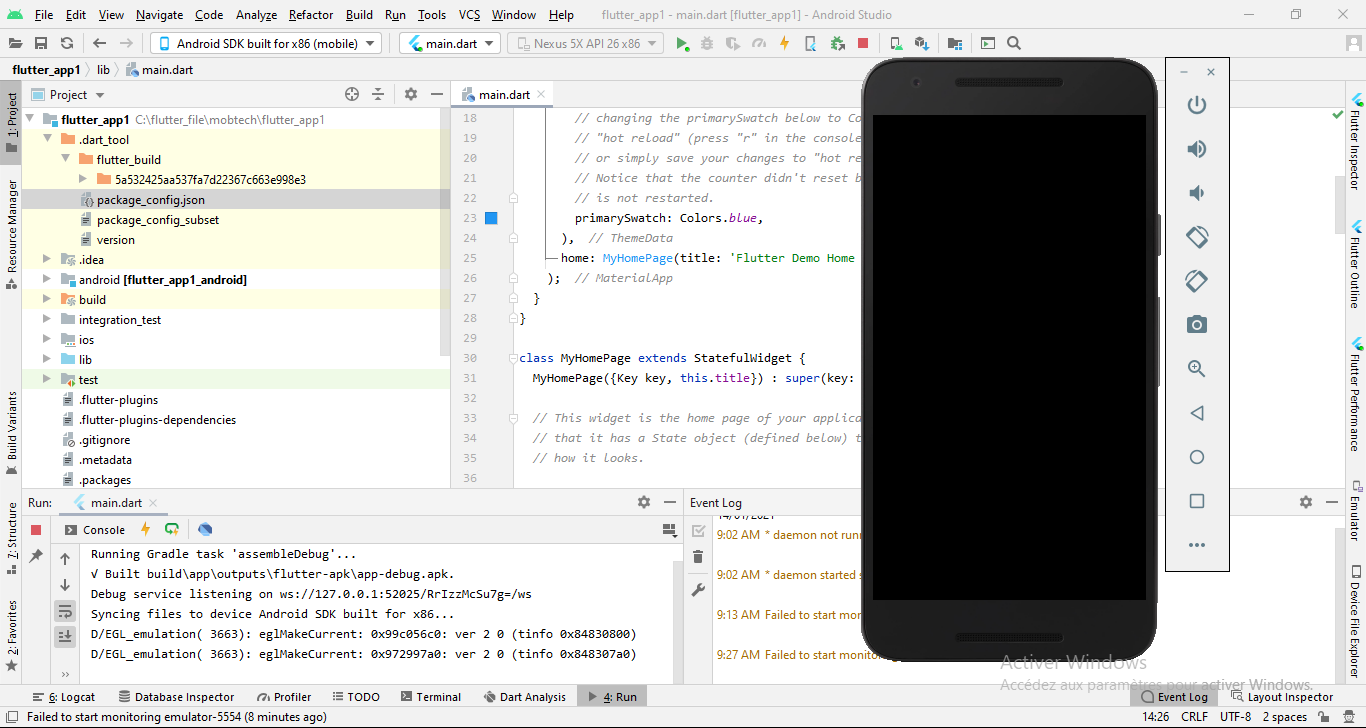 File Edit View Navigate Code Analyze Refactor Build Run Tools VCS Window Help flutter_app1 - main.dart [flutter_app1] - Android Studio
Android SDK built for x86 (mobile) main.dart Nexus 5X API 26 x86
flutter_app1 lib main.dart
1: Project
Resource Manager
Build Variants
7: Structure
2: Favorites
Project
flutter_app1 C:\flutter_file\mobtech\flutter_app1
.dart_tool
flutter_build
5a532425aa537fa7d22367c663e998e3
package_config.json
package_config_subset
version
.idea
android [flutter_app1_android]
build
integration_test
ios
lib
test
.flutter-plugins
.flutter-plugins-dependencies
.gitignore
.metadata
.packages
main.dart
18 // changing the primarySwatch below to Co
19 // "hot reload" (press "r" in the console
20 // or simply save your changes to "hot re
21 // Notice that the counter didn't reset b
22 // is not restarted.
23 primarySwatch: Colors.blue,
24 ), // ThemeData
25 home: MyHomePage(title: 'Flutter Demo Home
26 ); // MaterialApp
27 }
28 }
29
30 class MyHomePage extends StatefulWidget {
31 MyHomePage({Key key, this.title}) : super(key:
32
33 // This widget is the home page of your applica
34 // that it has a State object (defined below) t
35 // how it looks.
36
Flutter Inspector
Flutter Outline
Flutter Performance
Emulator
Device File Explorer
Run: main.dart
Console
Running Gradle task 'assembleDebug'...
√ Built build\app\outputs\flutter-apk\app-debug.apk.
Debug service listening on ws://127.0.0.1:52025/RrIzzMcSu7g=/ws
Syncing files to device Android SDK built for x86...
D/EGL_emulation( 3663): eglMakeCurrent: 0x99c056c0: ver 2 0 (tinfo 0x84830800)
D/EGL_emulation( 3663): eglMakeCurrent: 0x972997a0: ver 2 0 (tinfo 0x848307a0)
Event Log
14/01/2021
9:02 AM * daemon not runn
9:02 AM * daemon started s
9:13 AM Failed to start mor
9:27 AM Failed to start monito
Activer Windows
Accédez aux paramètres pour activer Windows.
6: Logcat Database Inspector Profiler TODO Terminal Dart Analysis 4: Run Event Log Layout Inspector
Failed to start monitoring emulator-5554 (8 minutes ago) 14:26 CRLF UTF-8 2 spaces